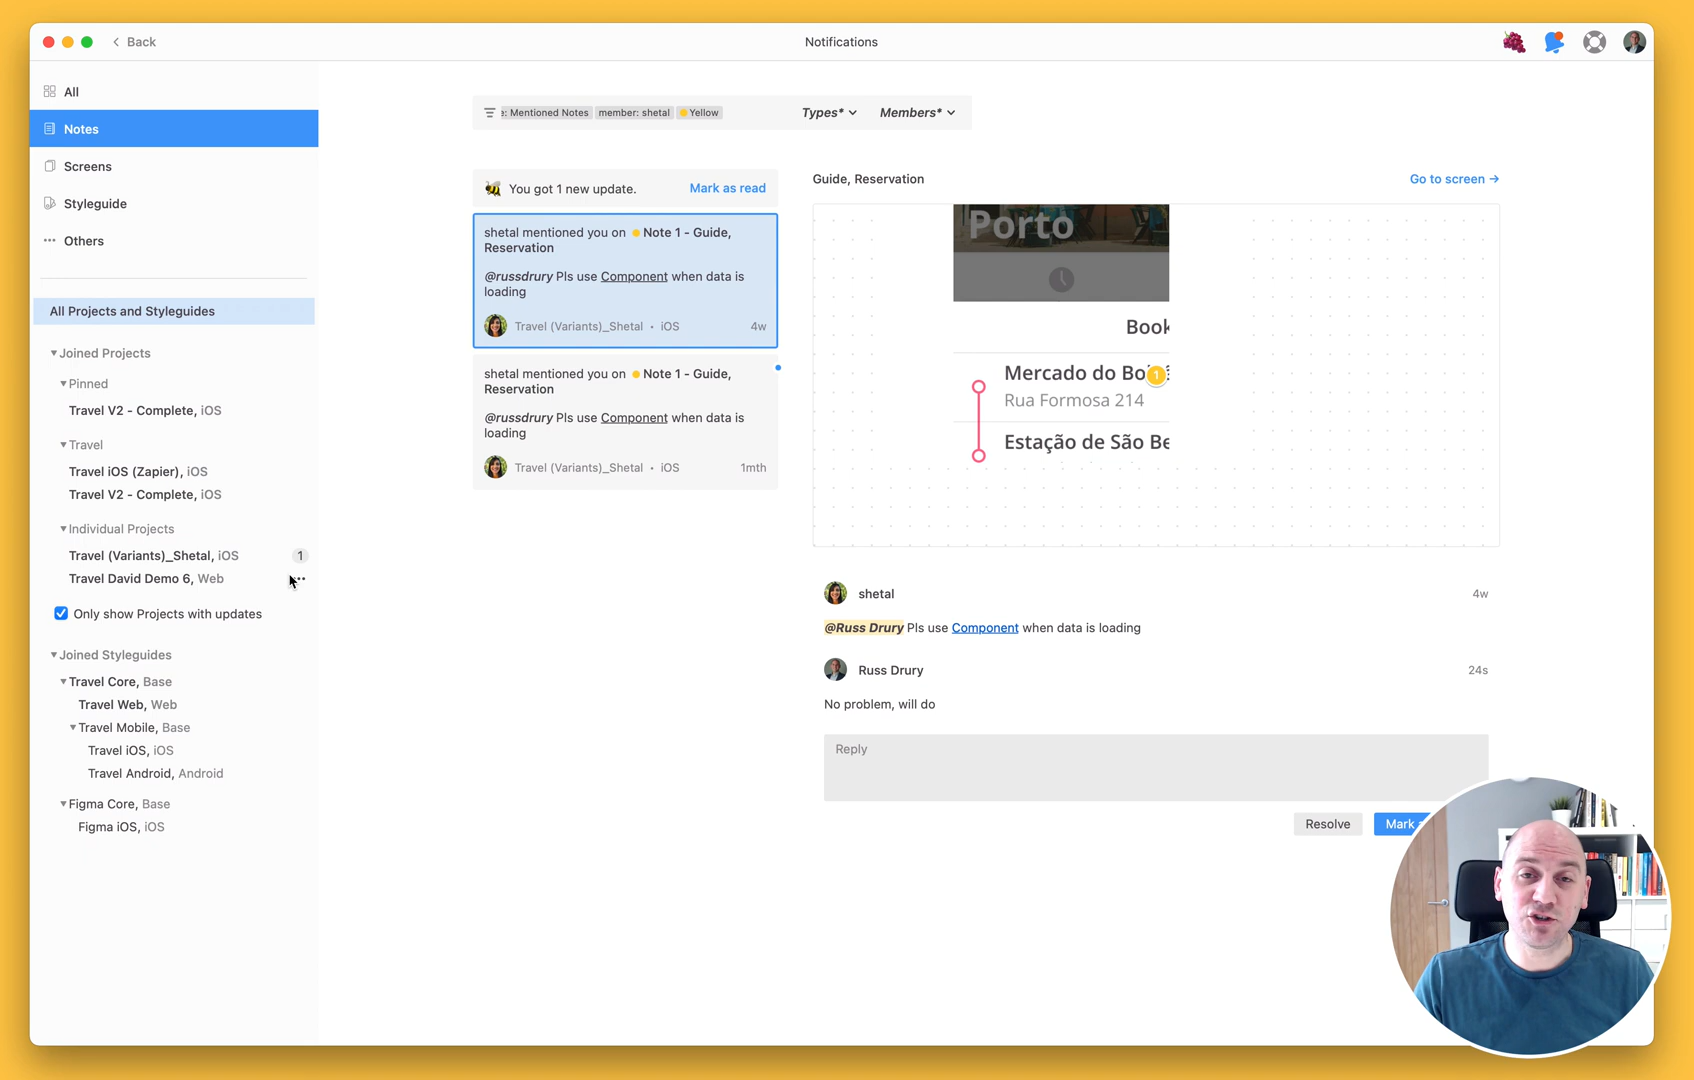 Back
Notifications
All
Notes
Screens
Styleguide
Others
All Projects and Styleguides
Joined Projects
Pinned
Travel V2 - Complete, iOS
Travel
Travel iOS (Zapier), iOS
Travel V2 - Complete, iOS
Individual Projects
Travel (Variants)_Shetal, iOS 1
Travel David Demo 6, Web
Only show Projects with updates
Joined Styleguides
Travel Core, Base
Travel Web, Web
Travel Mobile, Base
Travel iOS, iOS
Travel Android, Android
Figma Core, Base
Figma iOS, iOS
e: Mentioned Notes member: shetal Yellow Types* Members*
You got 1 new update. Mark as read
shetal mentioned you on Note 1 - Guide,
Reservation
@russdrury Pls use Component when data is
loading
Travel (Variants)_Shetal • iOS 4w
shetal mentioned you on Note 1 - Guide,
Reservation
@russdrury Pls use Component when data is
loading
Travel (Variants)_Shetal • iOS 1mth
Guide, Reservation Go to screen →
Porto
Book
Mercado do Bo 1
Rua Formosa 214
Estação de São Be
shetal 4w
@Russ Drury Pls use Component when data is loading
Russ Drury 24s
No problem, will do
Reply
Resolve Mark